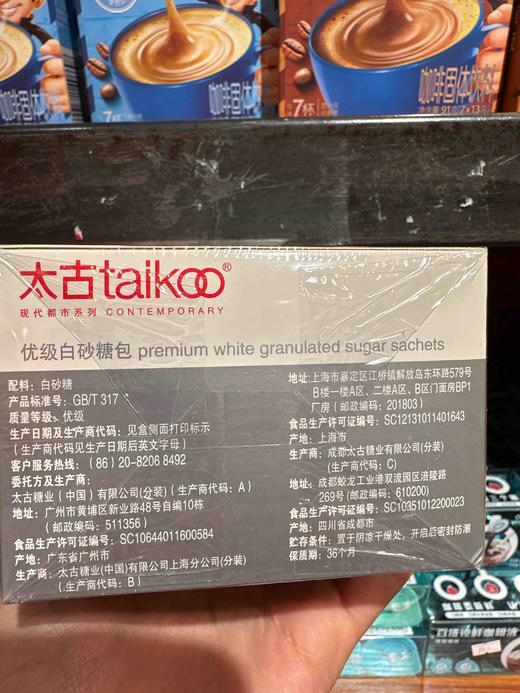 7杯
咖啡固体饮料
7杯
咖啡固体饮料
太古taikoo®
现代都市系列 CONTEMPORARY
优级白砂糖包 premium white granulated sugar sachets
配料：白砂糖
产品标准号：GB/T 317
质量等级：优级
生产日期及生产商代码：见盒侧面打印标示
（生产商代码见生产日期后英文字母）
客户服务热线：（86）20-8206 8492
委托方及生产商：
太古糖业（中国）有限公司(分装)（生产商代码：A）
地址：广州市黄埔区新业路48号自编10栋
（邮政编码：511356）
食品生产许可证编号：SC10644011600584
产地：广东省广州市
生产商：太古糖业(中国)有限公司上海分公司(分装)
（生产商代码：B）
地址:上海市嘉定区江桥镇解放岛东环路579号
B楼一楼A区、二楼A区、B区门面房BP1
厂房（邮政编码：201803）
食品生产许可证编号：SC12131011401643
产地：上海市
生产商：成都太古糖业有限公司(分装)
（生产商代码：C）
地址：成都蛟龙工业港双流园区涪陵路
269号（邮政编码：610200）
食品生产许可证编号：SC10351012200023
产地：四川省成都市
贮存条件：置于阴凉干燥处，开启后密封防潮
保质期：36个月